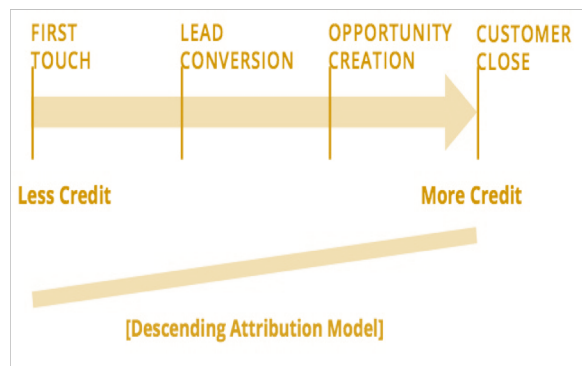 FIRST TOUCH
LEAD CONVERSION
OPPORTUNITY CREATION
CUSTOMER CLOSE
Less Credit
More Credit
[Descending Attribution Model]